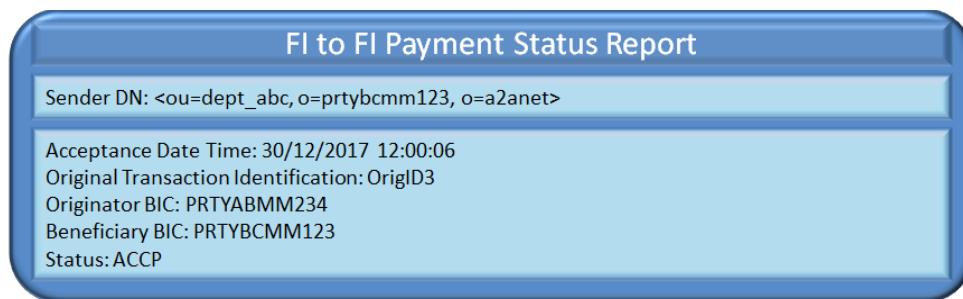 FI to FI Payment Status Report
Sender DN: <ou=dept_abc, o=prtybcmm123, o=a2anet>
Acceptance Date Time: 30/12/2017 12:00:06
Original Transaction Identification: OrigID3
Originator BIC: PRTYABMM234
Beneficiary BIC: PRTYBCMM123
Status: ACCP